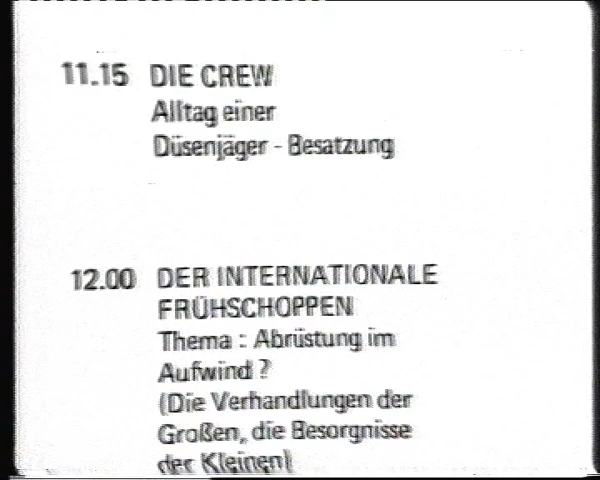 11.15 DIE CREW
Alltag einer
Düsenjäger - Besatzung
12.00 DER INTERNATIONALE
FRÜHSCHOPPEN
Thema : Abrüstung im
Aufwind ?
(Die Verhandlungen der
Großen, die Besorgnisse
der Kleinen)